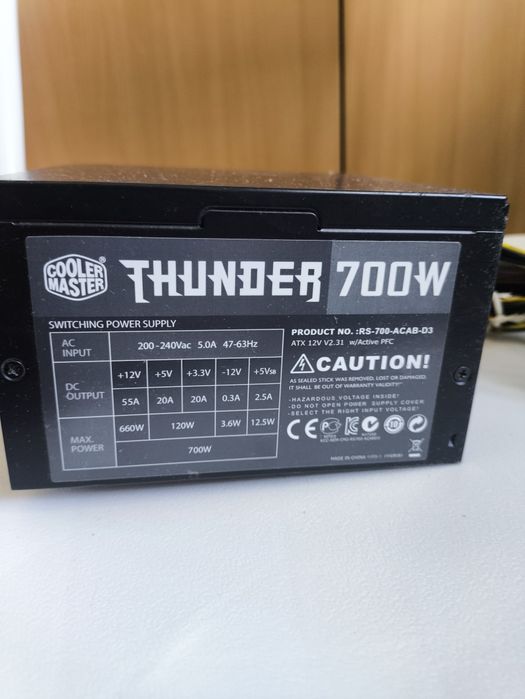 COOLER MASTER®
THUNDER 700W
SWITCHING POWER SUPPLY
AC INPUT 200-240Vac 5.0A 47-63Hz
DC OUTPUT +12V +5V +3.3V -12V +5VSB
55A 20A 20A 0.3A 2.5A
MAX. POWER 660W 120W 3.6W 12.5W
700W
PRODUCT NO. :RS-700-ACAB-D3
ATX 12V V2.31 w/Active PFC
CAUTION!
AS SEALED STICK WAS REMOVED, LOST OR DAMAGED,
IT SHALL BE OUT OF WARRANTY VALIDITY!"
-HAZARDOUS VOLTAGE INSIDE!
-DO NOT OPEN POWER SUPPLY COVER.
-SELECT THE RIGHT INPUT VOLTAGE!
CE
10
MADE IN CHINA